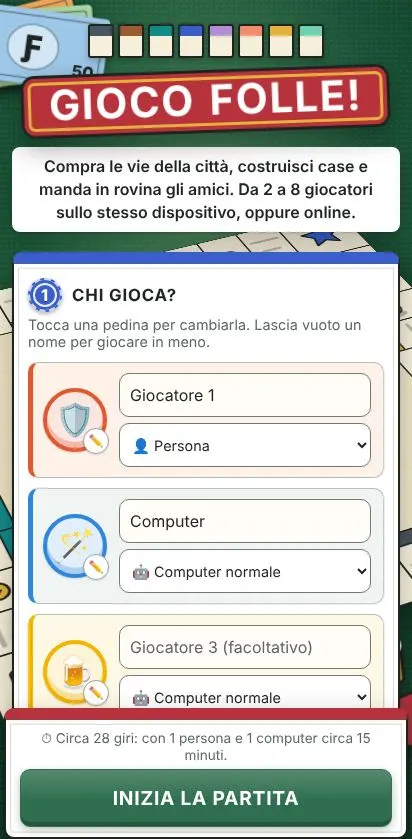 F
50
GIOCO FOLLE!
Compra le vie della città, costruisci case e
manda in rovina gli amici. Da 2 a 8 giocatori
sullo stesso dispositivo, oppure online.
1 CHI GIOCA?
Tocca una pedina per cambiarla. Lascia vuoto un
nome per giocare in meno.
Giocatore 1
Persona
Computer
Computer normale
Giocatore 3 (facoltativo)
Computer normale
Circa 28 giri: con 1 persona e 1 computer circa 15
minuti.
INIZIA LA PARTITA